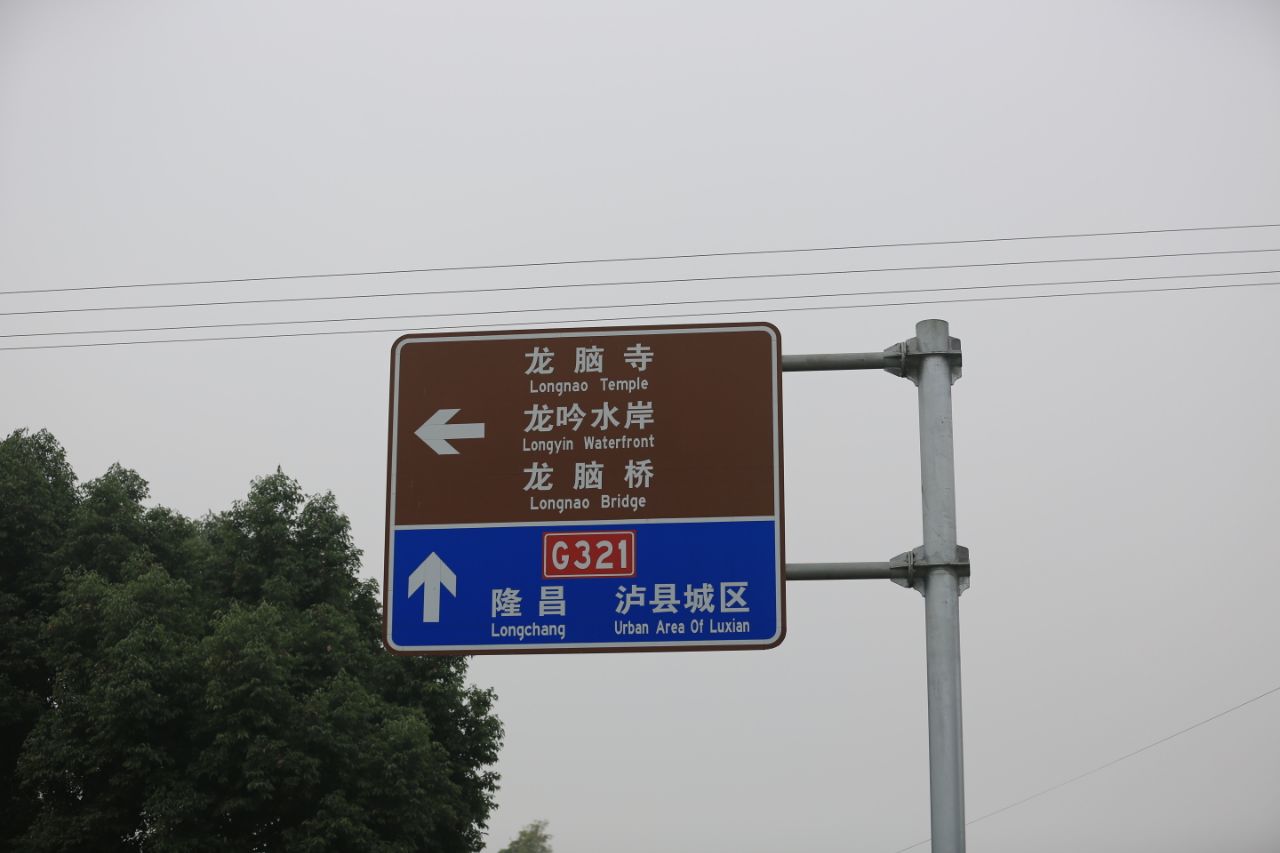 龙脑寺
Longnao Temple
龙吟水岸
Longyin Waterfront
龙脑桥
Longnao Bridge
G321
隆昌 泸县城区
Longchang Urban Area Of Luxian